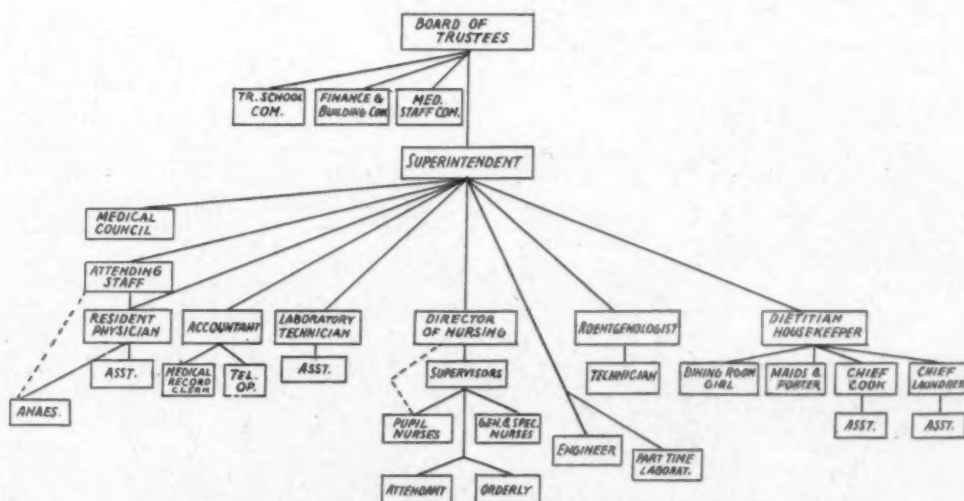 BOARD OF
TRUSTEES
TR. SCHOOL
COM.
FINANCE &
BUILDING COM.
MED.
STAFF COM.
SUPERINTENDENT
MEDICAL
COUNCIL
ATTENDING
STAFF
RESIDENT
PHYSICIAN
ACCOUNTANT
LABORATORY
TECHNICIAN
DIRECTOR
OF NURSING
ROENTGENOLOGIST
DIETITIAN
HOUSEKEEPER
ASST.
MEDICAL
RECORD
CLERK
TEL.
OP.
ASST.
SUPERVISORS
TECHNICIAN
DINING ROOM
GIRL
MAIDS &
PORTER
CHIEF
COOK
CHIEF
ANAES.
PUPIL
NURSES
GEN. & SPEC.
NURSES
ENGINEER
PART TIME
LABORAT.
ASST.
ASST.
ATTENDANT
ORDERLY